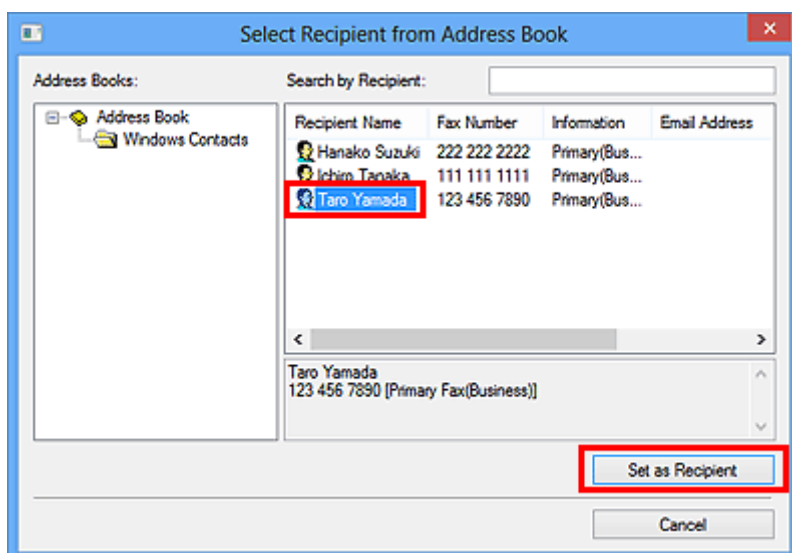 Select Recipient from Address Book
Address Books:
Search by Recipient:
Address Book
Windows Contacts
Recipient Name Fax Number Information Email Address
Hanako Suzuki 222 222 2222 Primary(Bus...
Ichiro Tanaka 111 111 1111 Primary(Bus...
Taro Yamada 123 456 7890 Primary(Bus...
Taro Yamada
123 456 7890 [Primary Fax(Business)]
Set as Recipient
Cancel